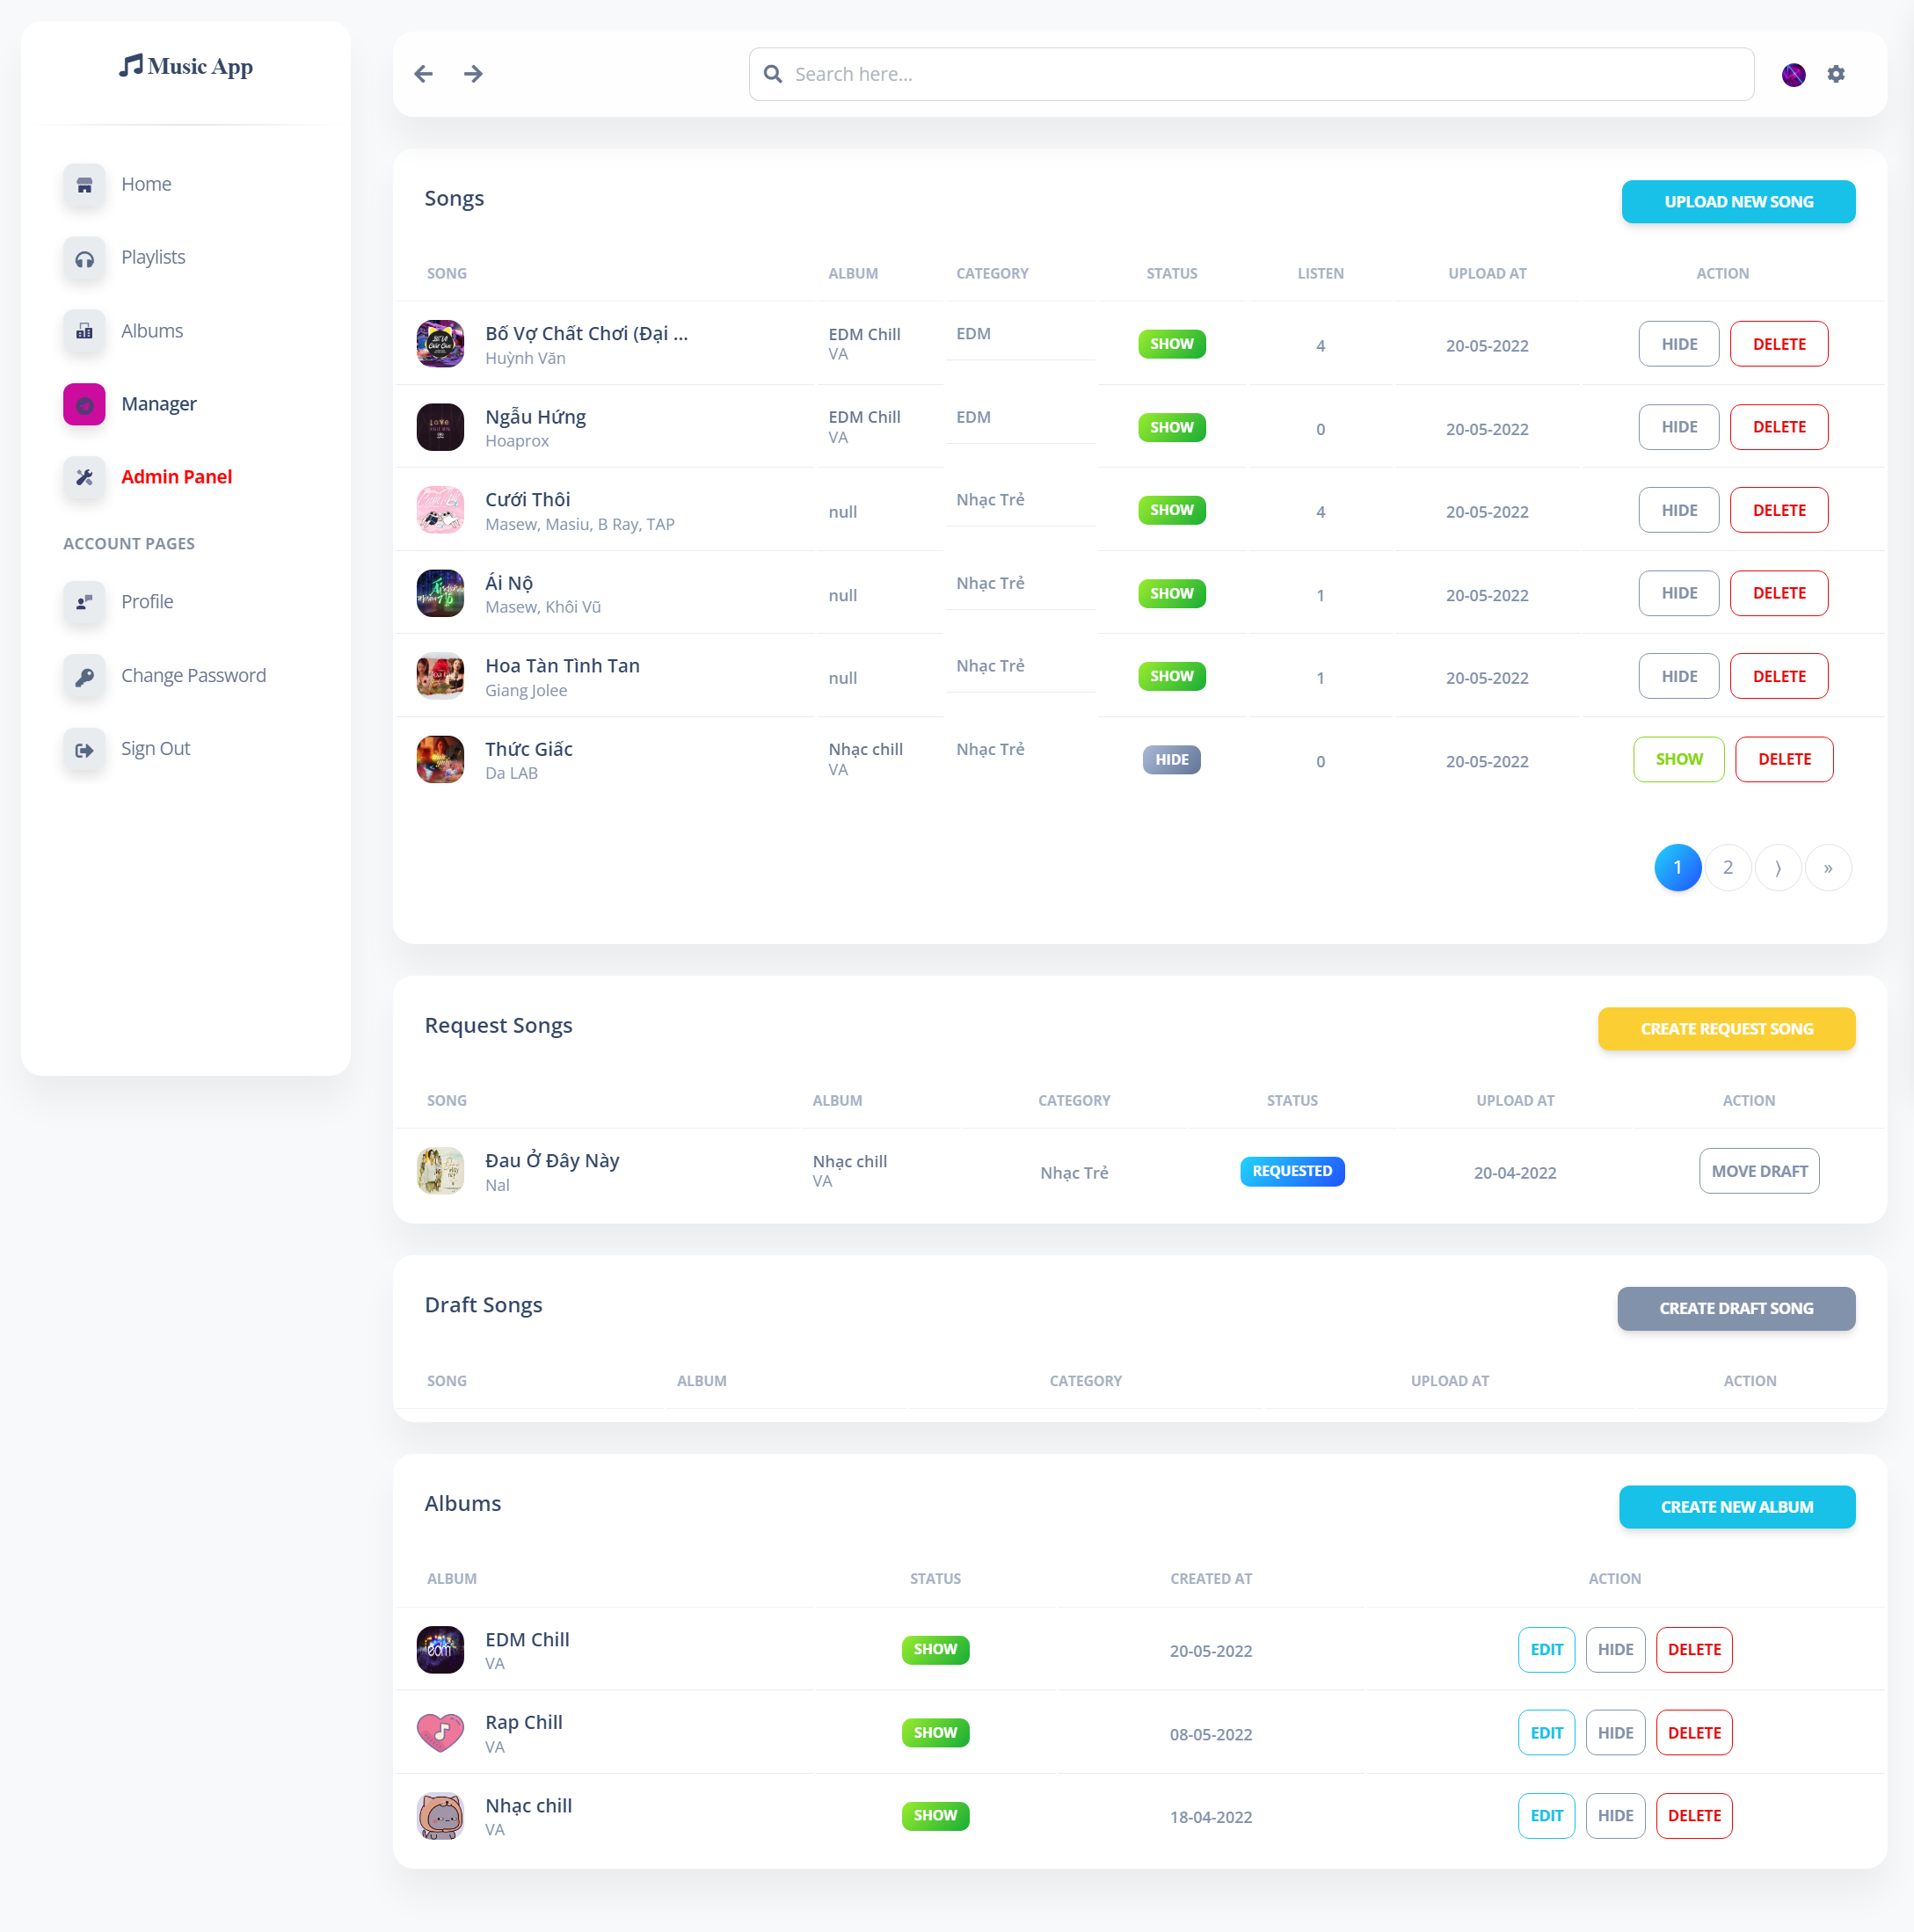 Music App
Home
Playlists
Albums
Manager
Admin Panel
ACCOUNT PAGES
Profile
Change Password
Sign Out
Search here...
Songs
UPLOAD NEW SONG
SONG ALBUM CATEGORY STATUS LISTEN UPLOAD AT ACTION
Bố Vợ Chất Chơi (Đại ... EDM Chill EDM SHOW 4 20-05-2022 HIDE DELETE
Huỳnh Văn VA
Ngẫu Hứng EDM Chill EDM SHOW 0 20-05-2022 HIDE DELETE
Hoaprox VA
Cưới Thôi null Nhạc Trẻ SHOW 4 20-05-2022 HIDE DELETE
Masew, Masiu, B Ray, TAP
Ái Nộ null Nhạc Trẻ SHOW 1 20-05-2022 HIDE DELETE
Masew, Khôi Vũ
Hoa Tàn Tình Tan null Nhạc Trẻ SHOW 1 20-05-2022 HIDE DELETE
Giang Jolee
Thức Giấc Nhạc chill Nhạc Trẻ HIDE 0 20-05-2022 SHOW DELETE
Da LAB VA
1 2 ⟩ »
Request Songs
CREATE REQUEST SONG
SONG ALBUM CATEGORY STATUS UPLOAD AT ACTION
Đau Ở Đây Này Nhạc chill Nhạc Trẻ REQUESTED 20-04-2022 MOVE DRAFT
Nal VA
Draft Songs
CREATE DRAFT SONG
SONG ALBUM CATEGORY UPLOAD AT ACTION
Albums
CREATE NEW ALBUM
ALBUM STATUS CREATED AT ACTION
edm
EDM Chill SHOW 20-05-2022 EDIT HIDE DELETE
VA
Rap Chill SHOW 08-05-2022 EDIT HIDE DELETE
VA
Nhạc chill SHOW 18-04-2022 EDIT HIDE DELETE
VA